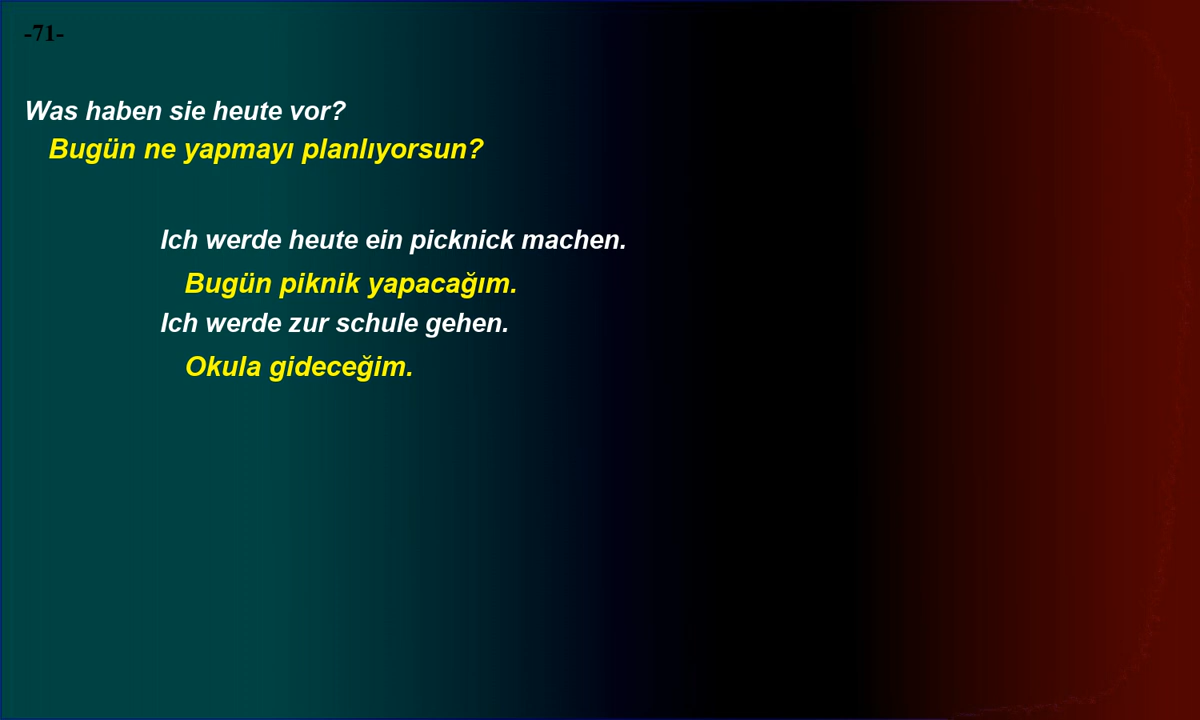 -71-
Was haben sie heute vor?
Bugün ne yapmayı planlıyorsun?
Ich werde heute ein picknick machen.
Bugün piknik yapacağım.
Ich werde zur schule gehen.
Okula gideceğim.